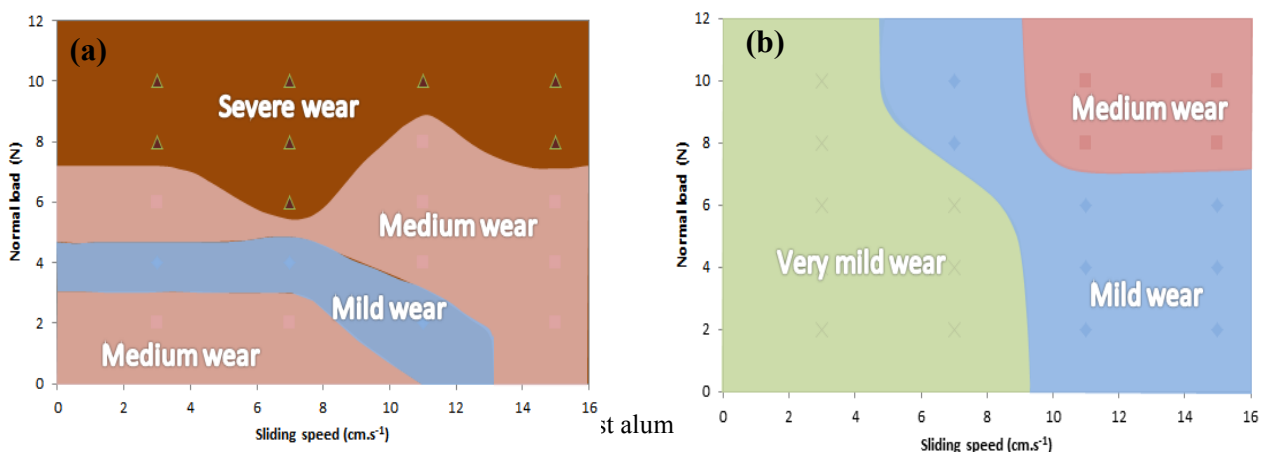 (a)
12
10
8
6
4
2
0
Normal load (N)
Severe wear
Medium wear
Mild wear
Medium wear
0 2 4 6 8 10 12 14 16
Sliding speed (cm.s-1)
st alum
(b)
12
10
8
6
4
2
0
Normal load (N)
Medium wear
Very mild wear
Mild wear
0 2 4 6 8 10 12 14 16
Sliding speed (cm.s-1)